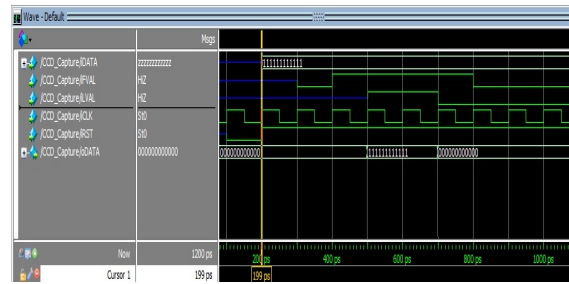 Wave - Default
Msgs
/CCD_Capture/iDATA zzzzzzzzzzzz 111111111111
/CCD_Capture/iFVAL HiZ
/CCD_Capture/iLVAL HiZ
/CCD_Capture/iCLK St0
/CCD_Capture/iRST St0
/CCD_Capture/oDATA 000000000000 000000000000 111111111111 000000000000
Now 1200 ps 200 ps 400 ps 600 ps 800 ps 1000 ps
Cursor 1 199 ps 199 ps